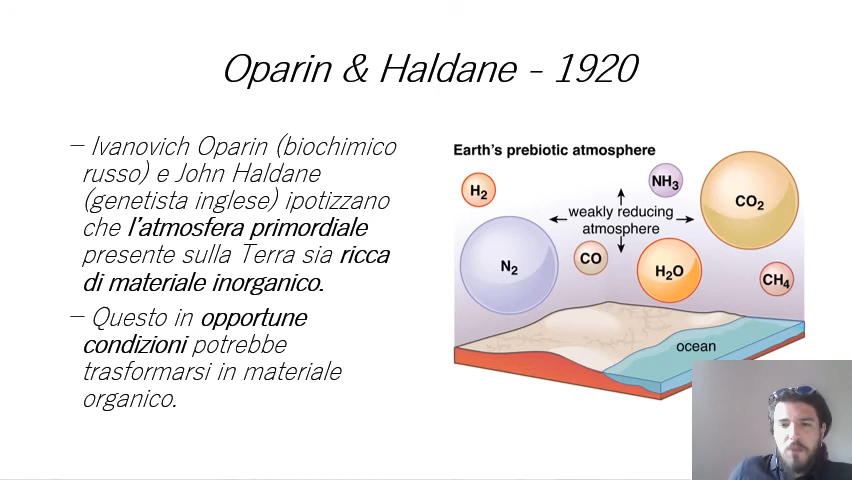 Oparin & Haldane - 1920
– Ivanovich Oparin (biochimico
russo) e John Haldane
(genetista inglese) ipotizzano
che l'atmosfera primordiale
presente sulla Terra sia ricca
di materiale inorganico.
– Questo in opportune
condizioni potrebbe
trasformarsi in materiale
organico.
Earth's prebiotic atmosphere
H₂
NH₃
CO₂
weakly reducing
atmosphere
N₂
CO
H₂O
CH₄
ocean